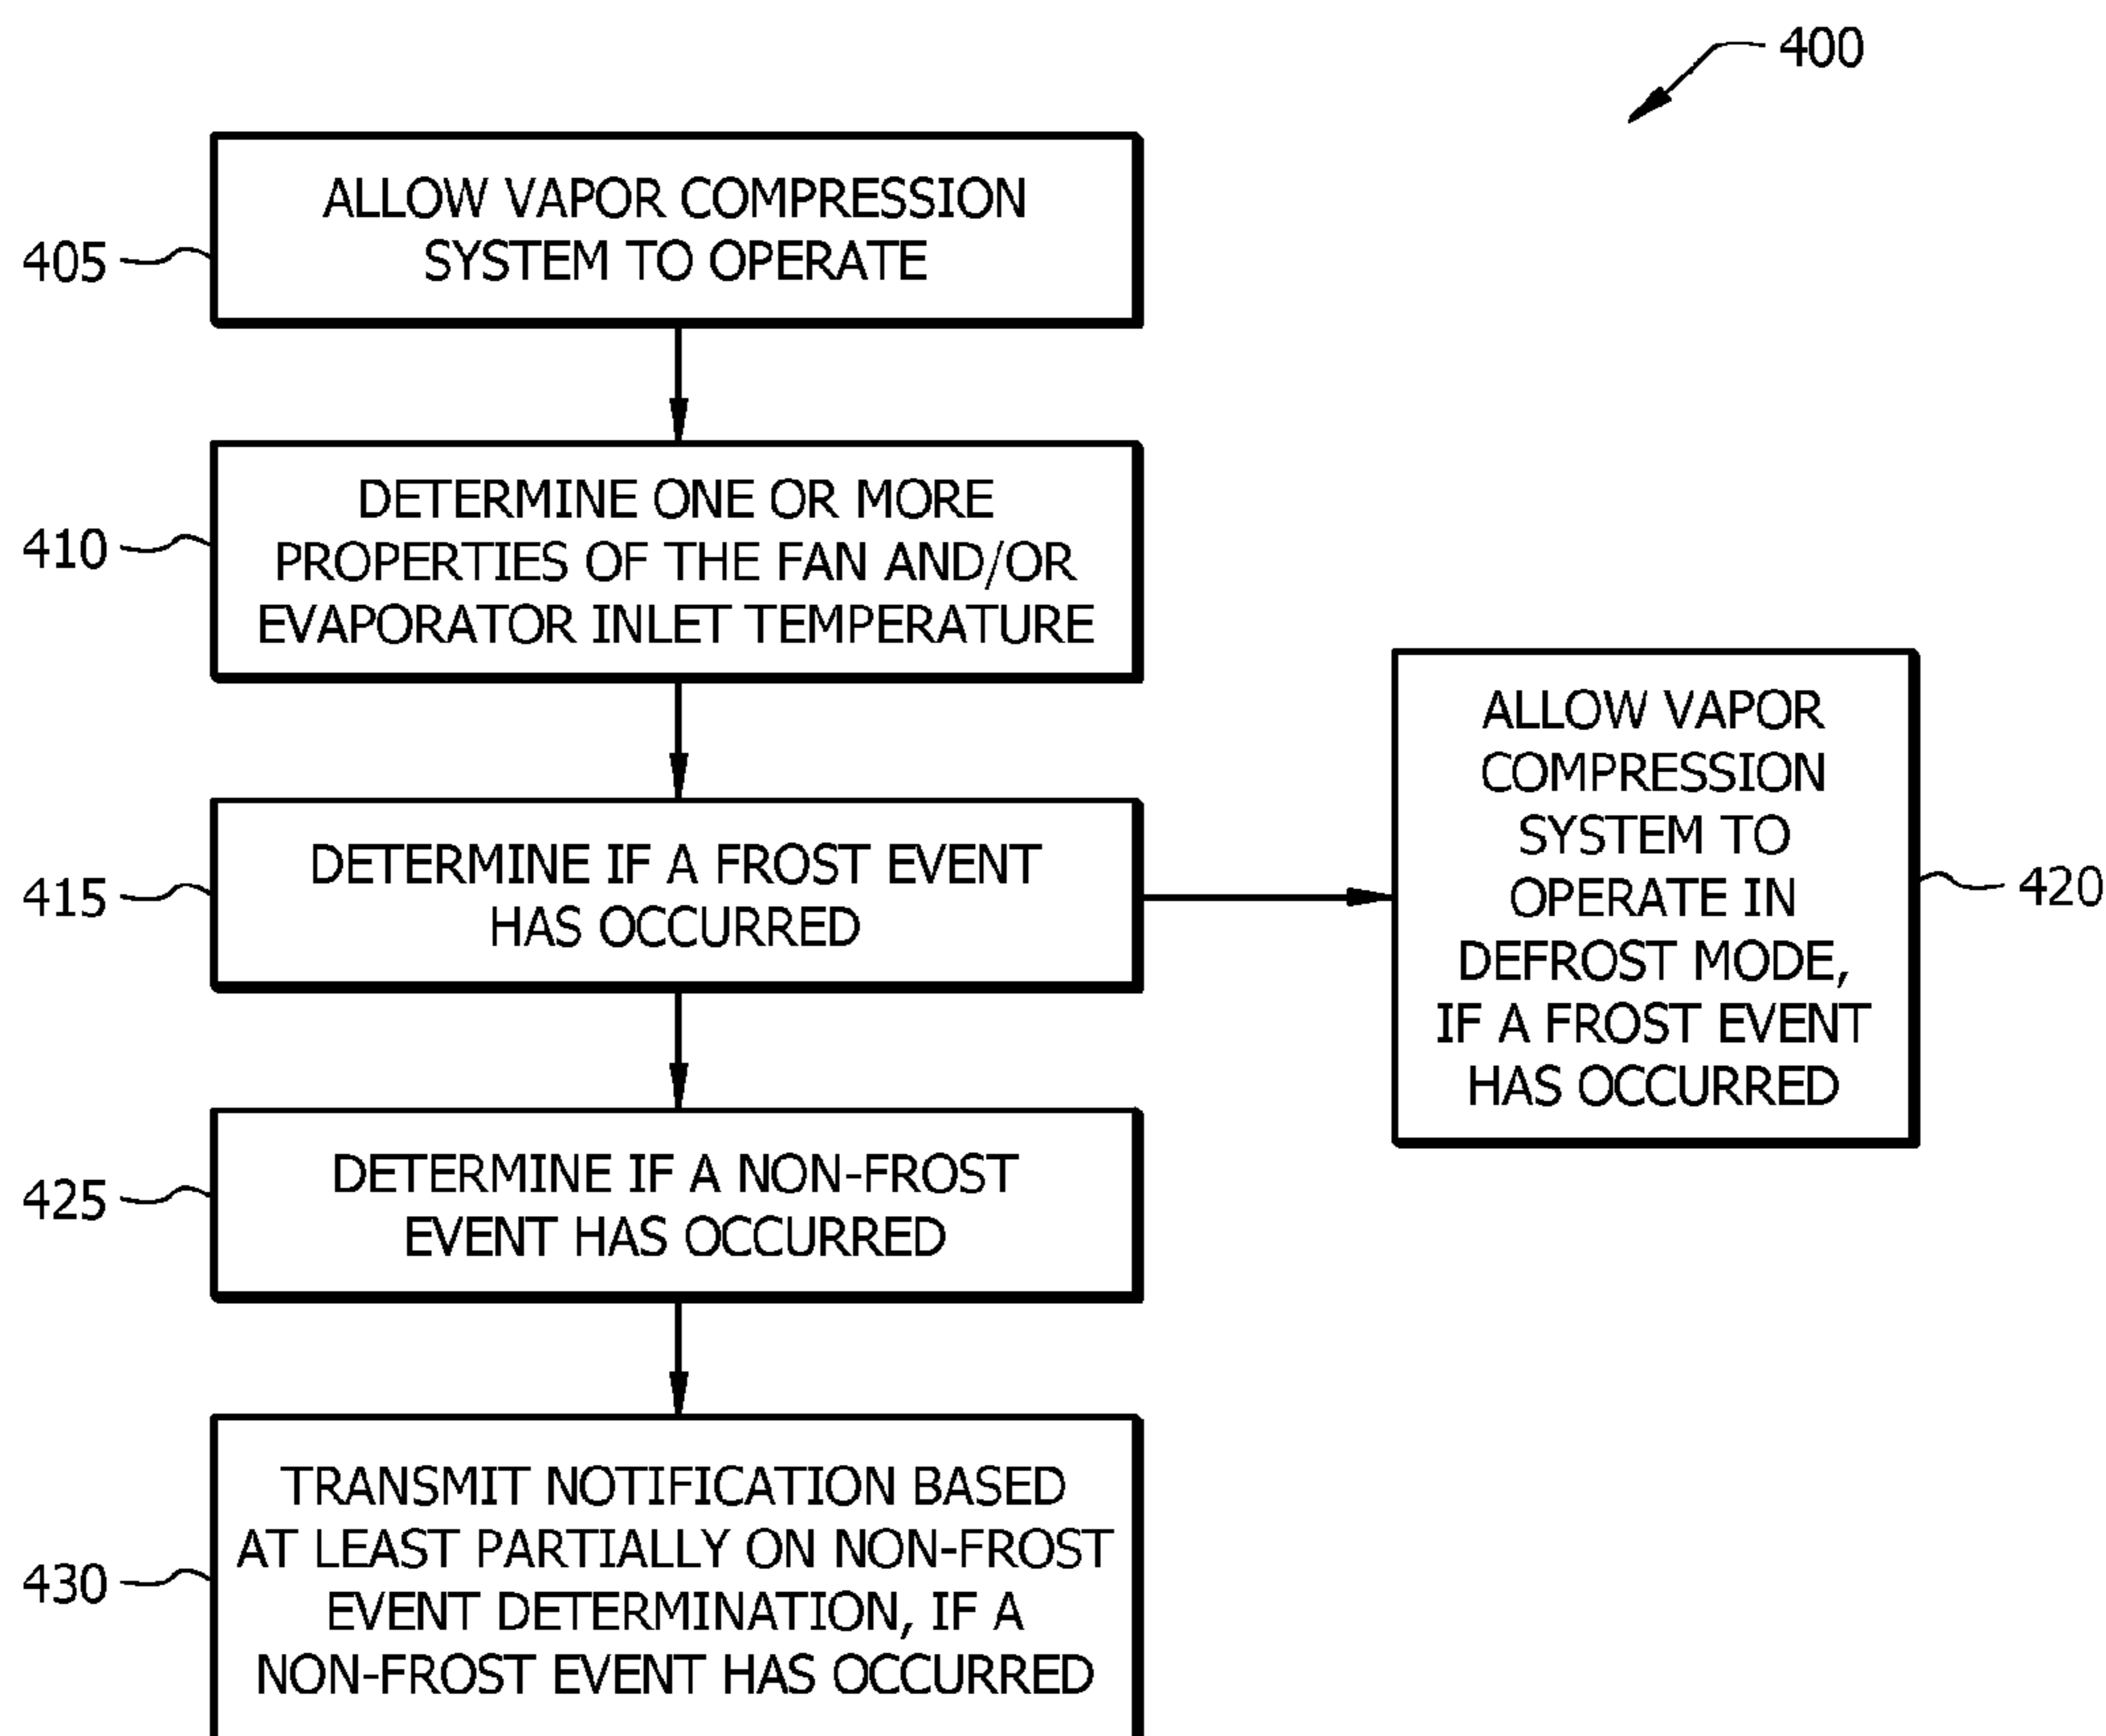 400
ALLOW VAPOR COMPRESSION
SYSTEM TO OPERATE
405
DETERMINE ONE OR MORE
PROPERTIES OF THE FAN AND/OR
EVAPORATOR INLET TEMPERATURE
410
DETERMINE IF A FROST EVENT
HAS OCCURRED
415
ALLOW VAPOR
COMPRESSION
SYSTEM TO
OPERATE IN
DEFROST MODE,
IF A FROST EVENT
HAS OCCURRED
420
DETERMINE IF A NON-FROST
EVENT HAS OCCURRED
425
TRANSMIT NOTIFICATION BASED
AT LEAST PARTIALLY ON NON-FROST
EVENT DETERMINATION, IF A
NON-FROST EVENT HAS OCCURRED
430